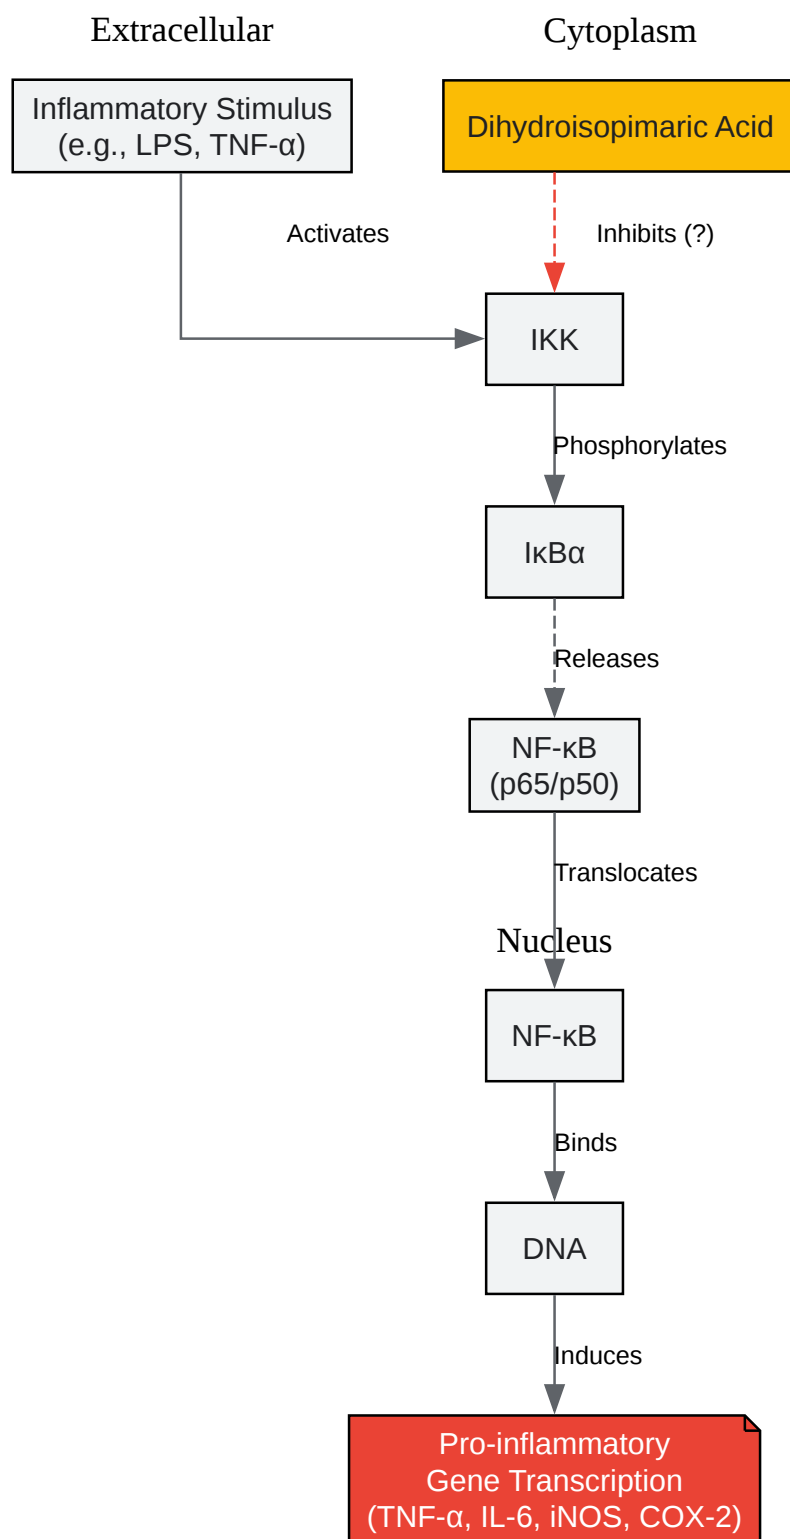 Extracellular
Cytoplasm
Inflammatory Stimulus
(e.g., LPS, TNF-α)
Dihydroisopimaric Acid
Activates
Inhibits (?)
IKK
Phosphorylates
IκBα
Releases
NF-κB
(p65/p50)
Translocates
Nucleus
NF-κB
Binds
DNA
Induces
Pro-inflammatory
Gene Transcription
(TNF-α, IL-6, iNOS, COX-2)